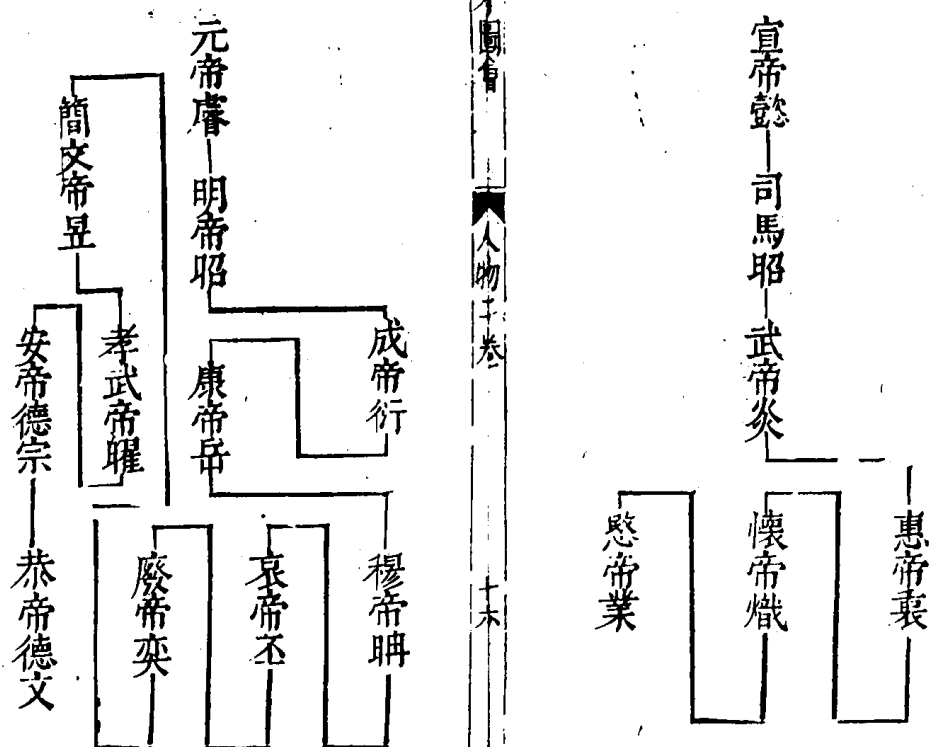 宣帝懿
司馬昭
武帝炎
惠帝衷
懷帝熾
愍帝業
圖會
人物二卷
十六
元帝睿
明帝昭
成帝衍
康帝岳
穆帝聃
哀帝丕
廢帝奕
簡文帝昱
孝武帝曜
安帝德宗
恭帝德文